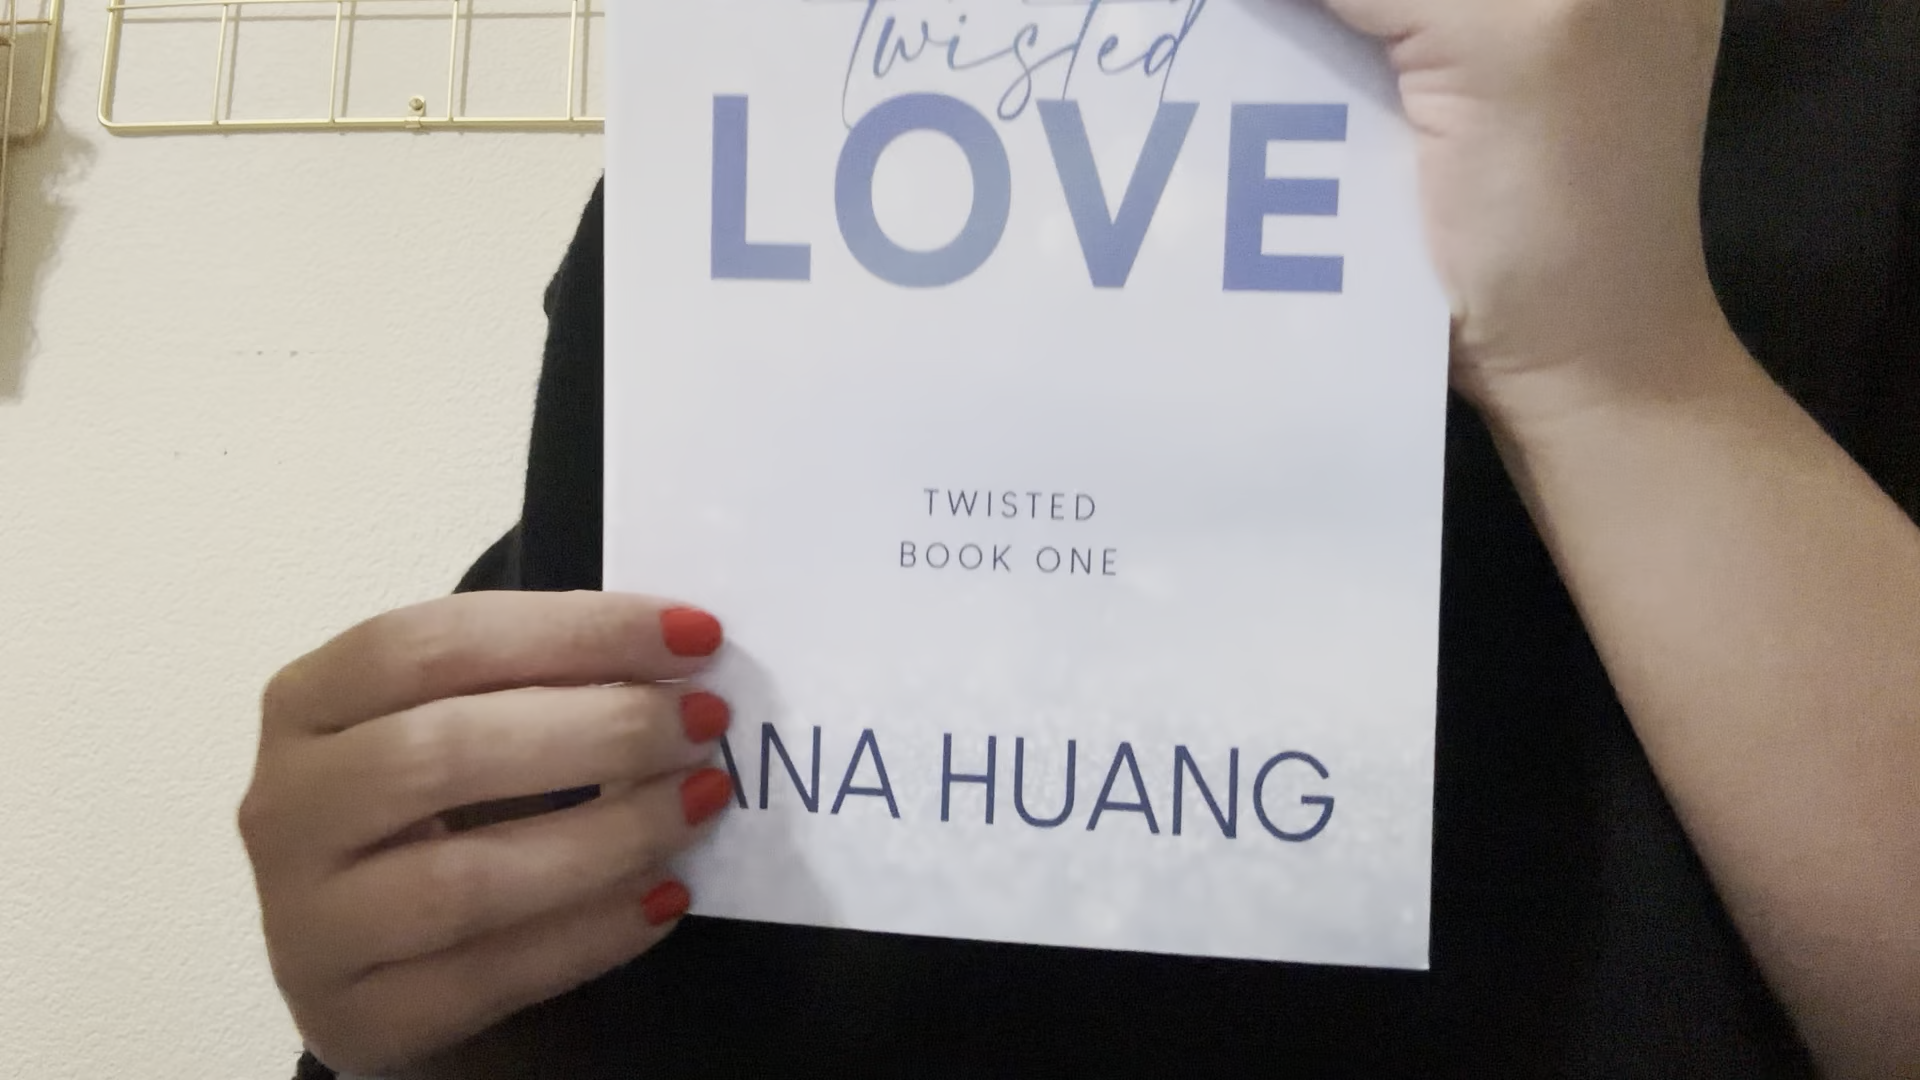 Twisted
LOVE
TWISTED
BOOK ONE
ANA HUANG